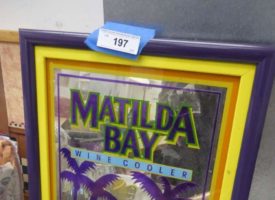 197
MATILDA
BAY
WINE COOLER